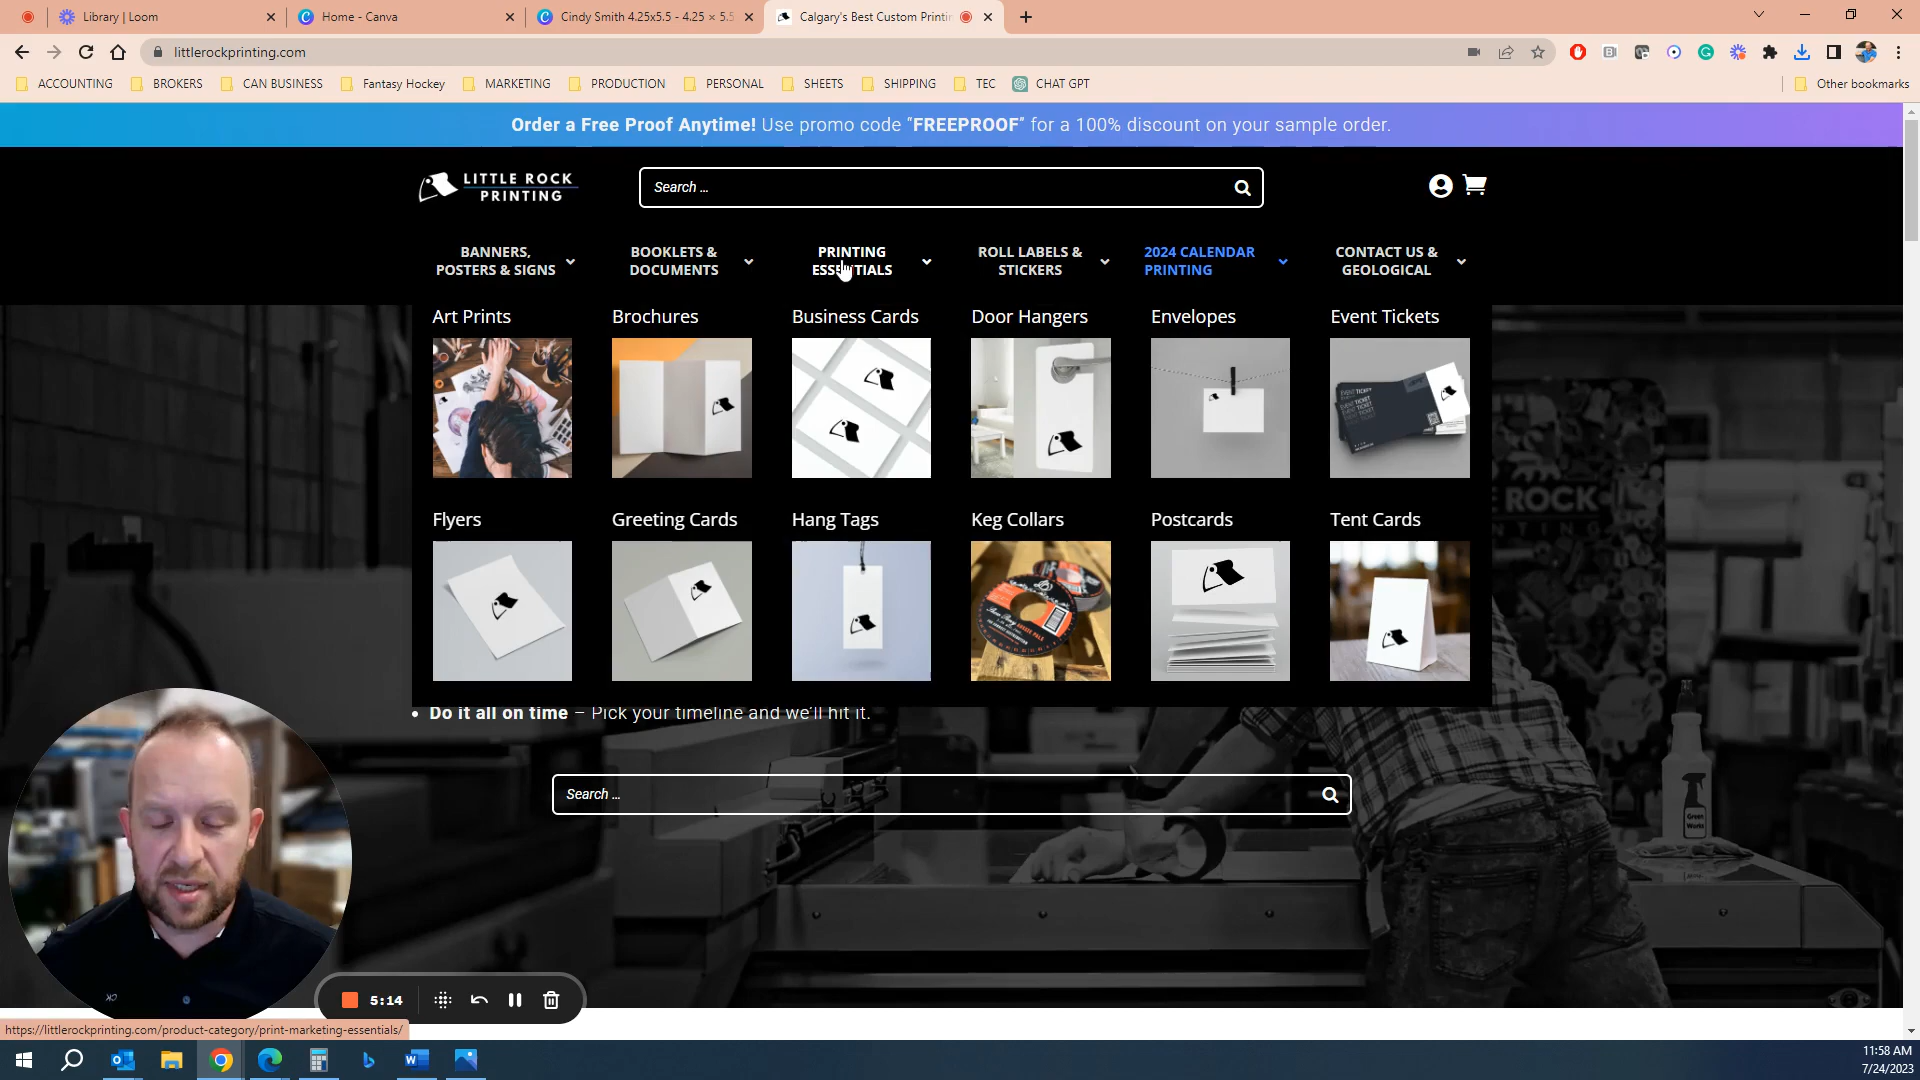 Library | Loom
Home - Canva
Cindy Smith 4.25x5.5 - 4.25 × 5.5
Calgary's Best Custom Printin
littlerockprinting.com
ACCOUNTING
BROKERS
CAN BUSINESS
Fantasy Hockey
MARKETING
PRODUCTION
PERSONAL
SHEETS
SHIPPING
TEC
CHAT GPT
Other bookmarks
Order a Free Proof Anytime! Use promo code "FREEPROOF" for a 100% discount on your sample order.
LITTLE ROCK
PRINTING
Search ...
BANNERS,
POSTERS & SIGNS
BOOKLETS &
DOCUMENTS
PRINTING
ESSENTIALS
ROLL LABELS &
STICKERS
2024 CALENDAR
PRINTING
CONTACT US &
GEOLOGICAL
Art Prints
Brochures
Business Cards
Door Hangers
Envelopes
Event Tickets
EVENT TICKET
Flyers
Greeting Cards
Hang Tags
Keg Collars
Postcards
Tent Cards
ROCK
Do it all on time – Pick your timeline and we'll hit it.
Search ...
Green
Works
5:14
https://littlerockprinting.com/product-category/print-marketing-essentials/
11:58 AM
7/24/2023